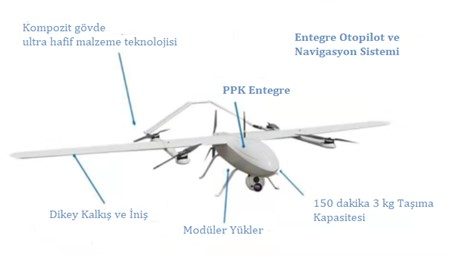 Kompozit gövde
ultra hafif malzeme teknolojisi
Entegre Otopilot ve
Navigasyon Sistemi
PPK Entegre
Dikey Kalkış ve İniş
Modüler Yükler
150 dakika 3 kg Taşıma
Kapasitesi